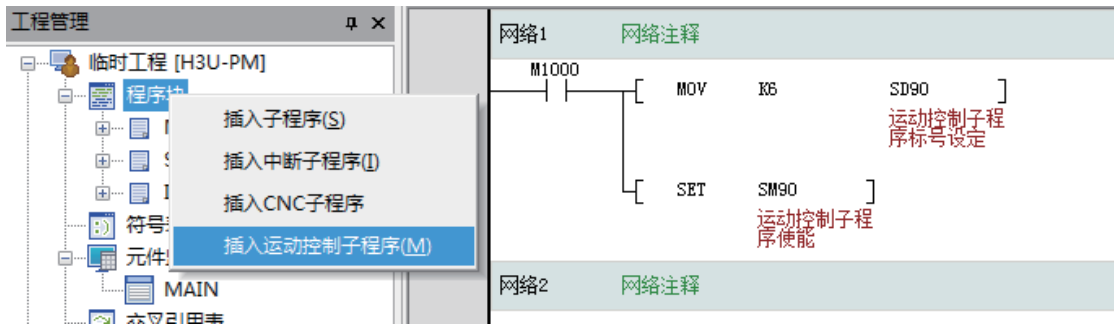 工程管理
临时工程 [H3U-PM]
程序块
插入子程序(S)
插入中断子程序(I)
插入CNC子程序
插入运动控制子程序(M)
符号
元件
MAIN
交叉引用表
网络1 网络注释
M1000
MOV K6 SD90
运动控制子程
序标号设定
SET SM90
运动控制子程
序使能
网络2 网络注释